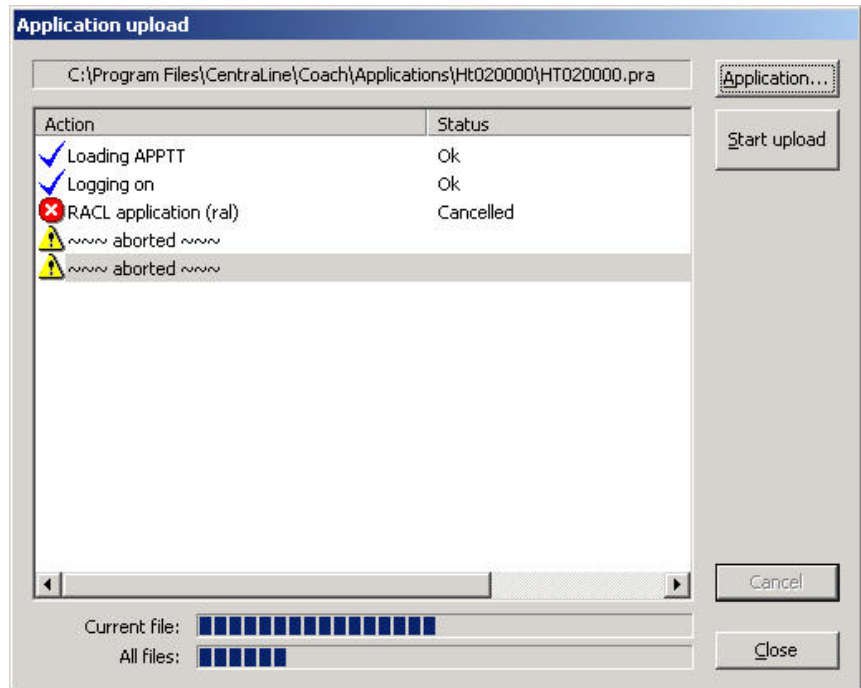 Application upload
C:\Program Files\CentraLine\Coach\Applications\Ht020000\HT020000.pra
Application...
Action Status
Start upload
Loading APPTT Ok
Logging on Ok
RACL application (ral) Cancelled
~~~ aborted ~~~
~~~ aborted ~~~
Cancel
Current file:
All files:
Close